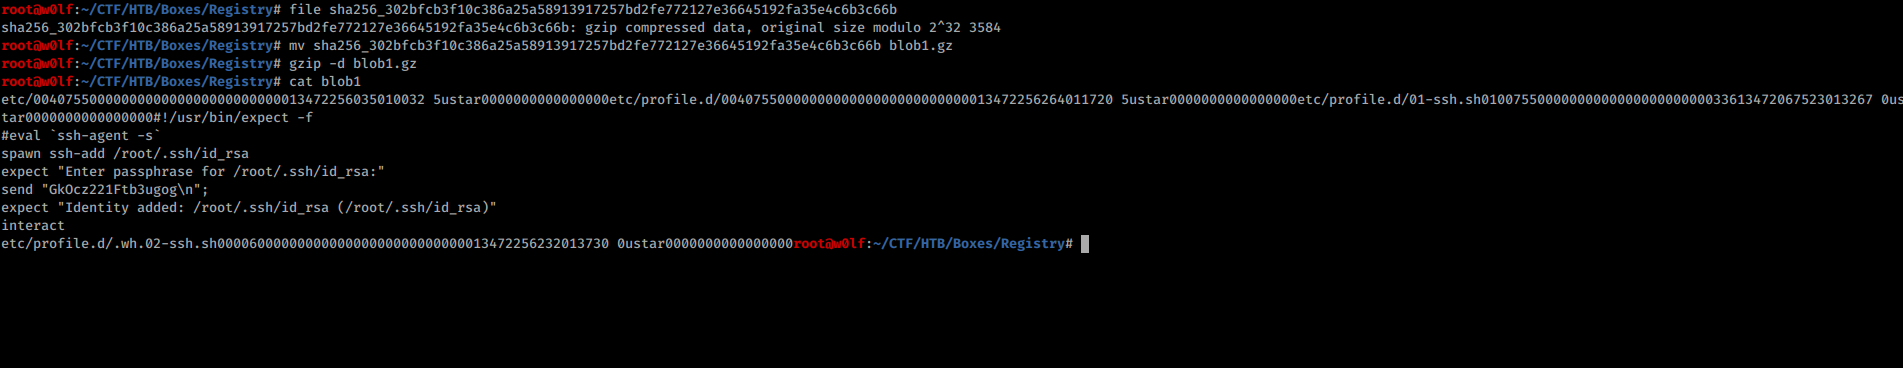 root@w0lf:~/CTF/HTB/Boxes/Registry# file sha256_302bfcb3f10c386a25a58913917257bd2fe772127e36645192fa35e4c6b3c66b
sha256_302bfcb3f10c386a25a58913917257bd2fe772127e36645192fa35e4c6b3c66b: gzip compressed data, original size modulo 2^32 3584
root@w0lf:~/CTF/HTB/Boxes/Registry# mv sha256_302bfcb3f10c386a25a58913917257bd2fe772127e36645192fa35e4c6b3c66b blob1.gz
root@w0lf:~/CTF/HTB/Boxes/Registry# gzip -d blob1.gz
root@w0lf:~/CTF/HTB/Boxes/Registry# cat blob1
etc/0040755000000000000000000000000013472256035010032 5ustar0000000000000000etc/profile.d/0040755000000000000000000000000013472256264011720 5ustar0000000000000000etc/profile.d/01-ssh.sh0100755000000000000000000000033613472067523013267 0us
tar0000000000000000#!/usr/bin/expect -f
#eval `ssh-agent -s`
spawn ssh-add /root/.ssh/id_rsa
expect "Enter passphrase for /root/.ssh/id_rsa:"
send "GkOcz221Ftb3ugog\n";
expect "Identity added: /root/.ssh/id_rsa (/root/.ssh/id_rsa)"
interact
etc/profile.d/.wh.02-ssh.sh0000600000000000000000000000000013472256232013730 0ustar0000000000000000root@w0lf:~/CTF/HTB/Boxes/Registry#